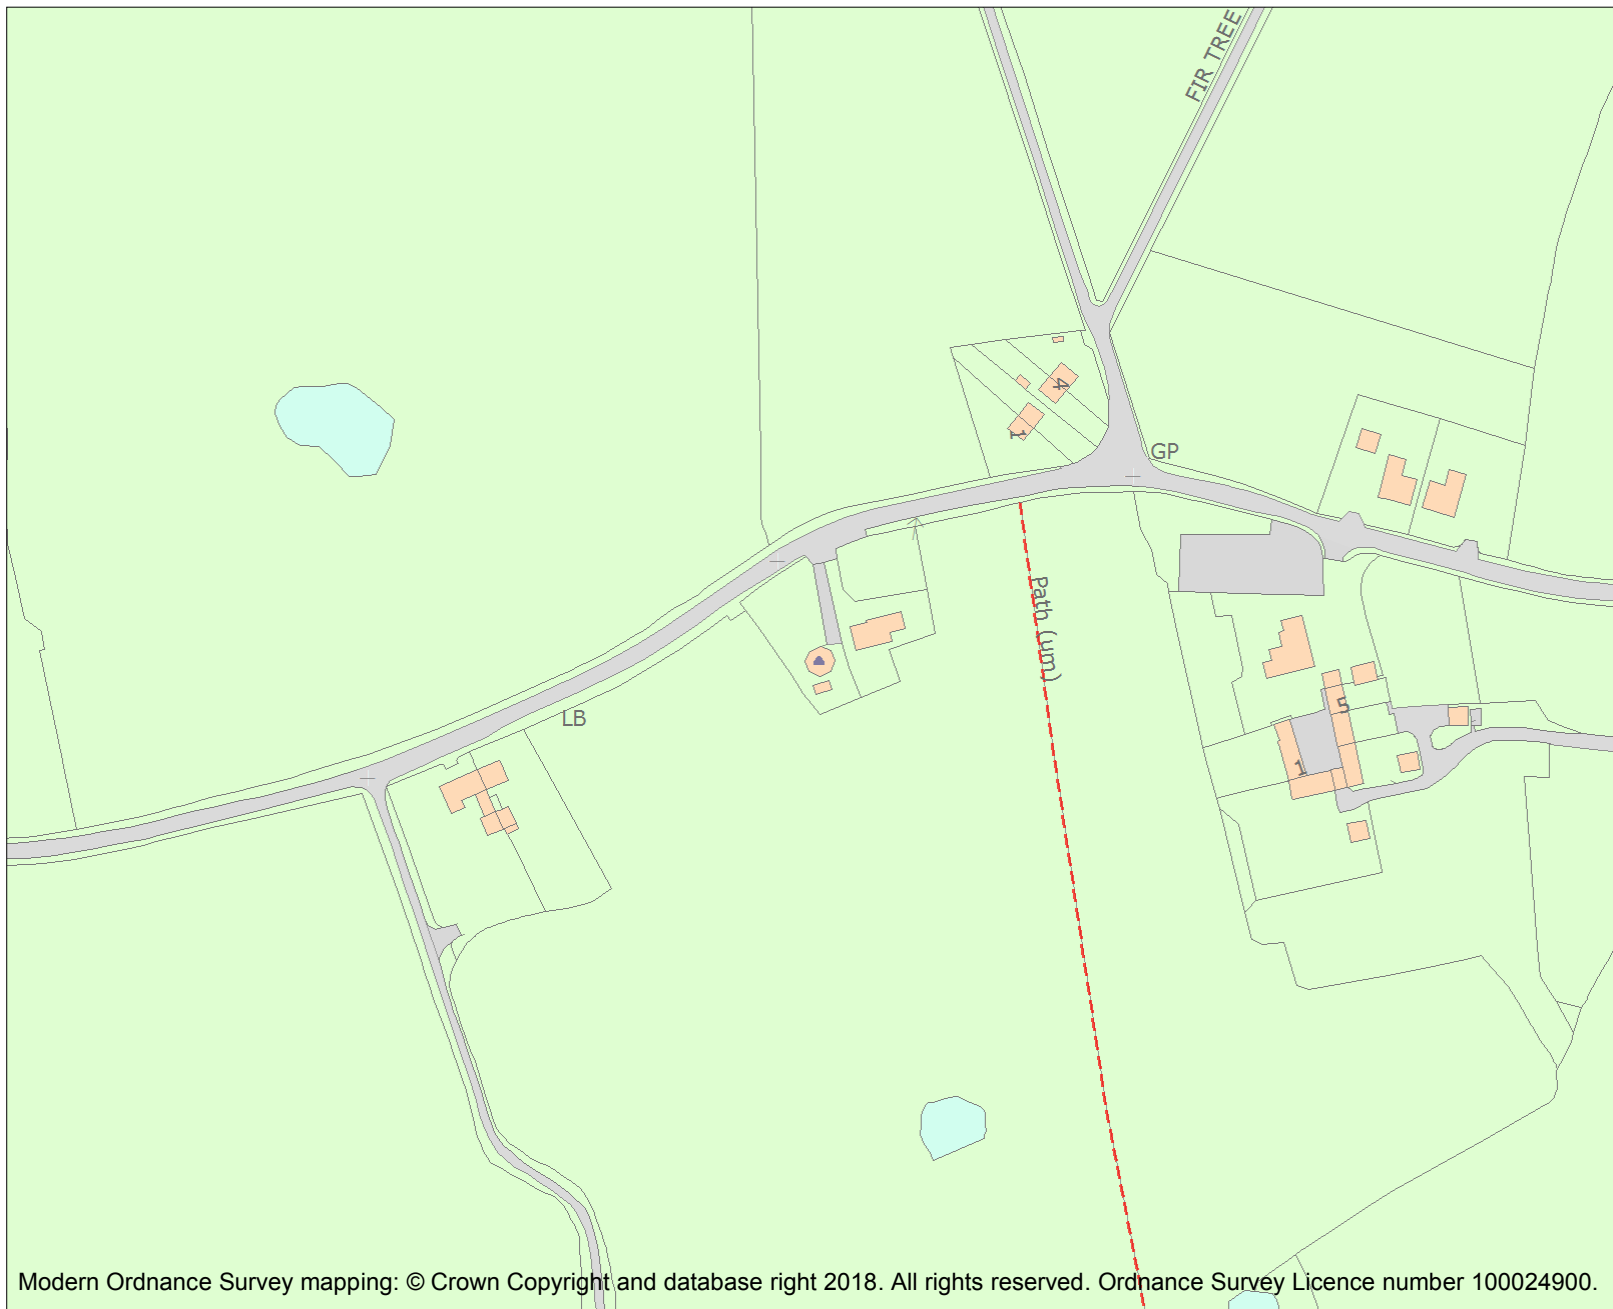 FIR TREE
4
1
GP
Path (um)
5
LB
1
Modern Ordnance Survey mapping: © Crown Copyright and database right 2018. All rights reserved. Ordnance Survey Licence number 100024900.